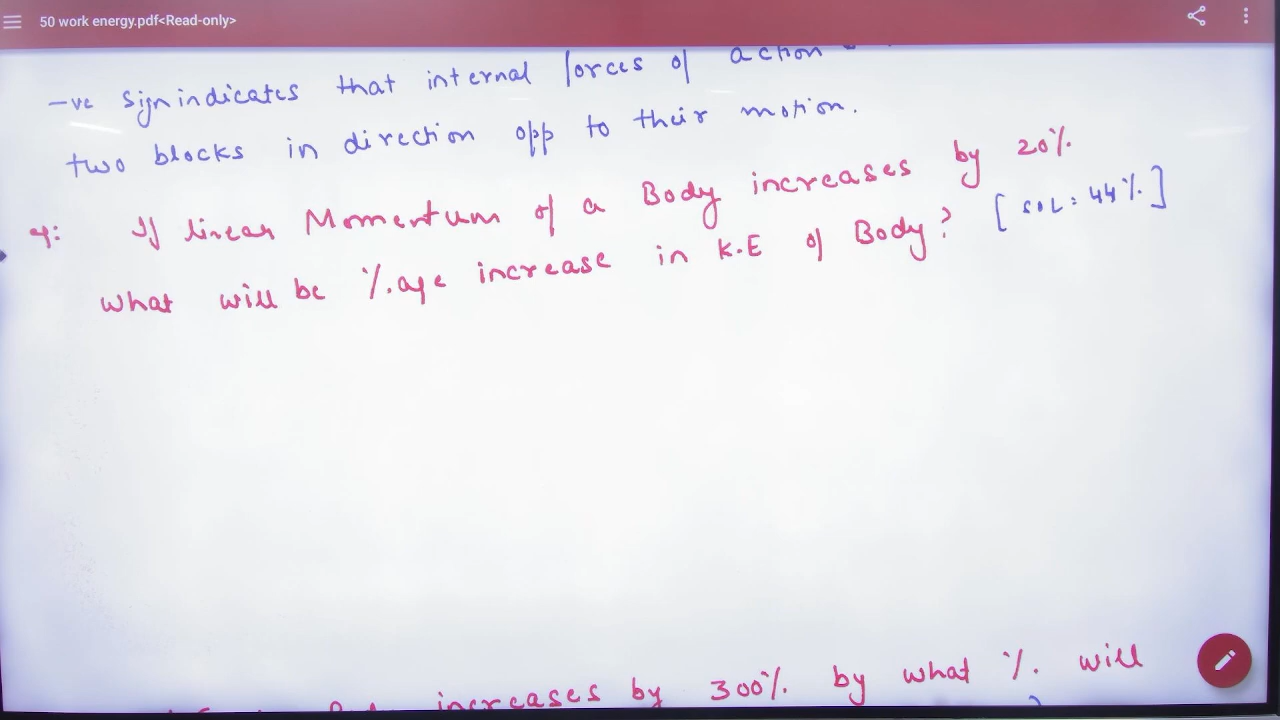 50 work energy.pdf<Read-only>
-ve sign indicates that internal forces of action
two blocks in direction opp to their motion.
q: If linear Momentum of a Body increases by 20%
what will be %.age increase in K.E of Body? [SOL: 44%]
increases by 300% by what %. will